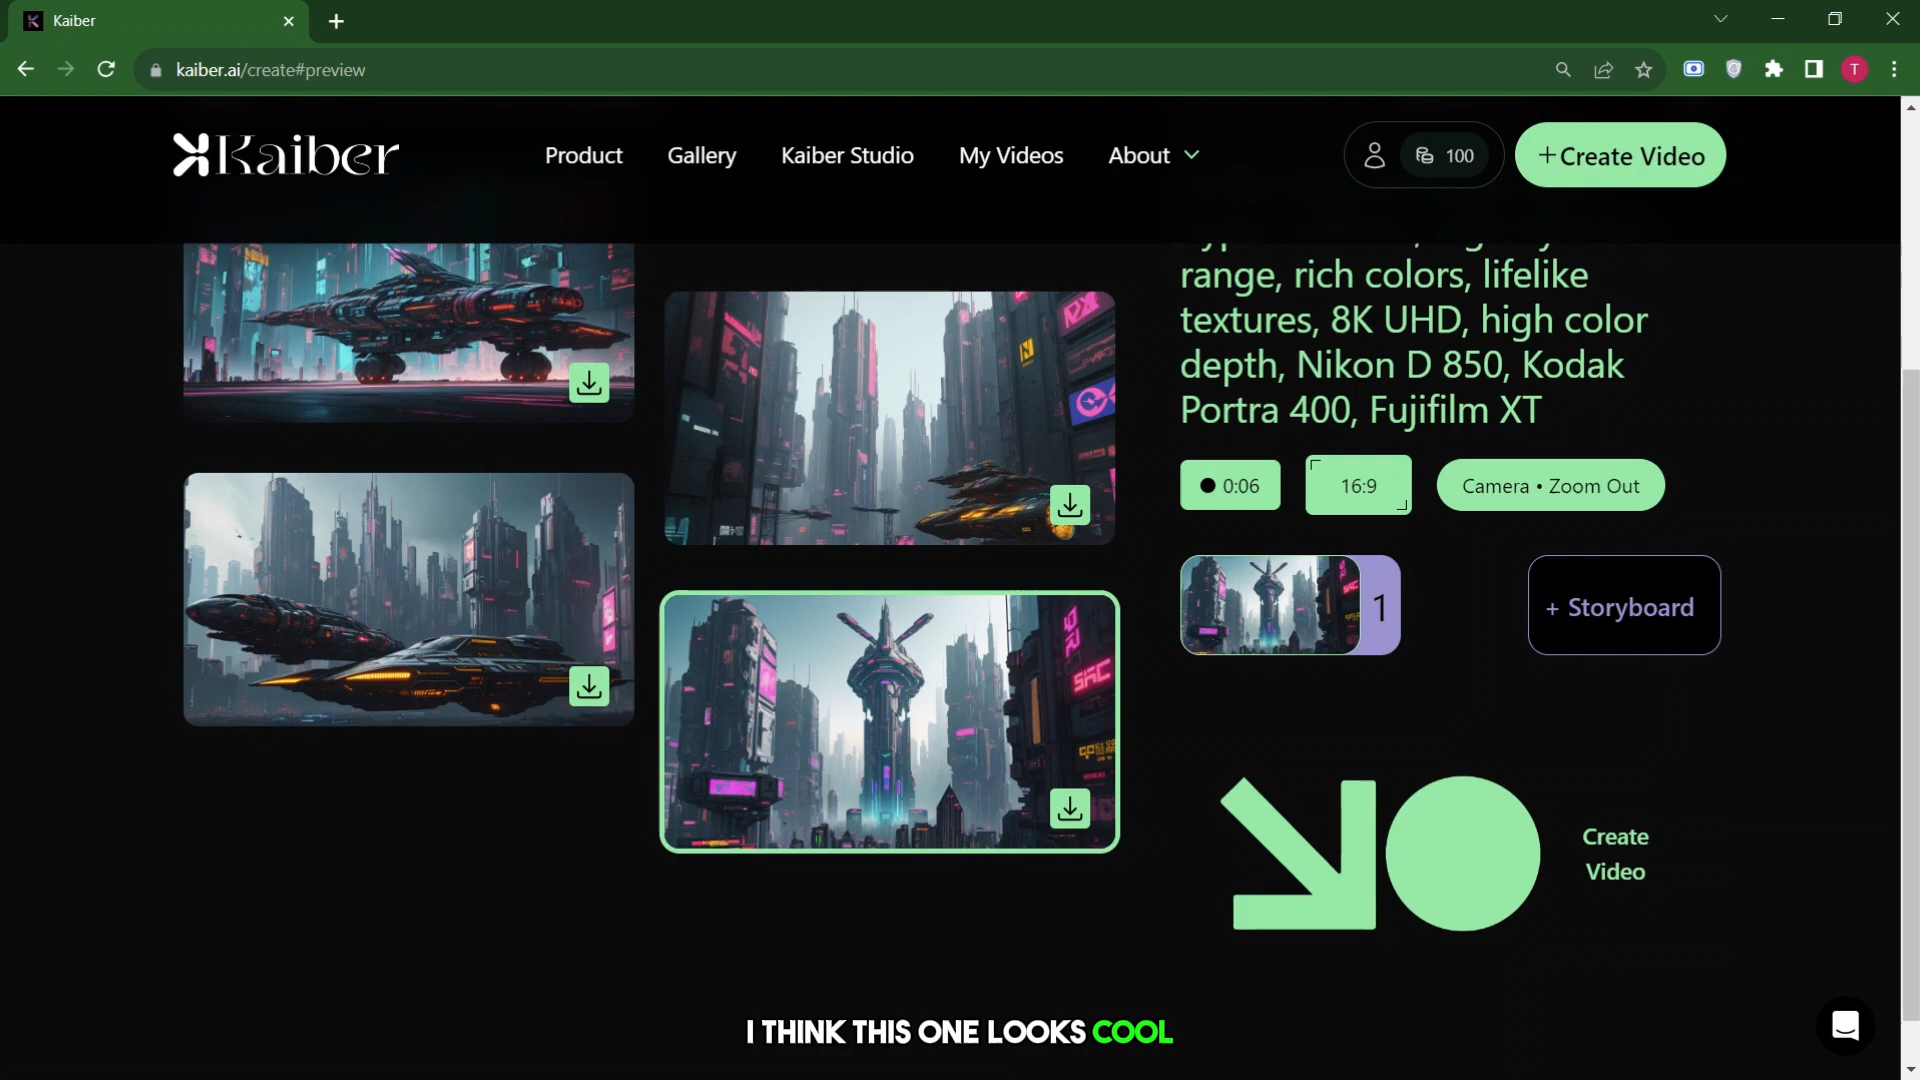 Kaiber
kaiber.ai/create#preview
T
Kaiber
Product
Gallery
Kaiber Studio
My Videos
About
100
+Create Video
range, rich colors, lifelike
textures, 8K UHD, high color
depth, Nikon D 850, Kodak
Portra 400, Fujifilm XT
0:06
16:9
Camera • Zoom Out
1
+ Storyboard
Create
Video
I THINK THIS ONE LOOKS COOL